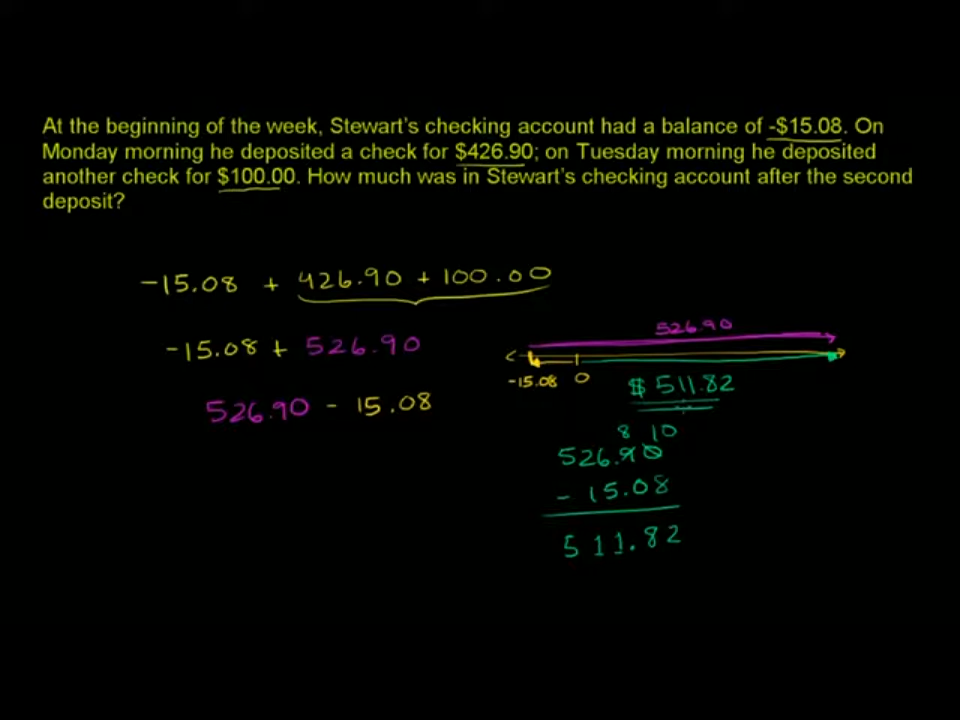 At the beginning of the week, Stewart's checking account had a balance of -$15.08. On
Monday morning he deposited a check for $426.90; on Tuesday morning he deposited
another check for $100.00. How much was in Stewart's checking account after the second
deposit?
-15.08 + 426.90 + 100.00
-15.08 + 526.90
526.90 - 15.08
526.90
-15.08 0
$ 511.82
8 10
526.90
- 15.08
511.82